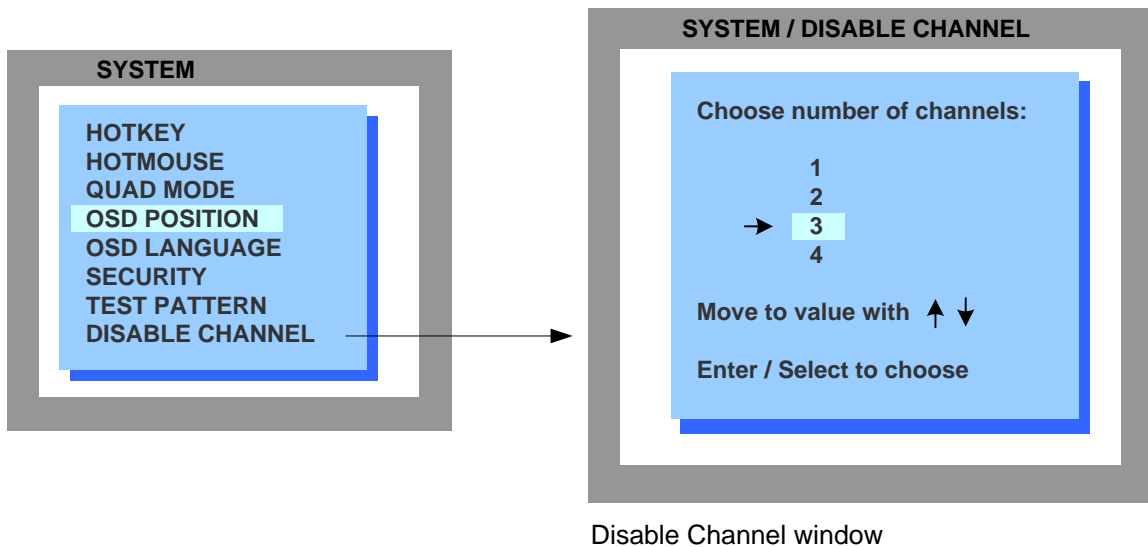 SYSTEM
HOTKEY
HOTMOUSE
QUAD MODE
OSD POSITION
OSD LANGUAGE
SECURITY
TEST PATTERN
DISABLE CHANNEL
SYSTEM / DISABLE CHANNEL
Choose number of channels:
1
2
3
4
Move to value with
Enter / Select to choose
Disable Channel window